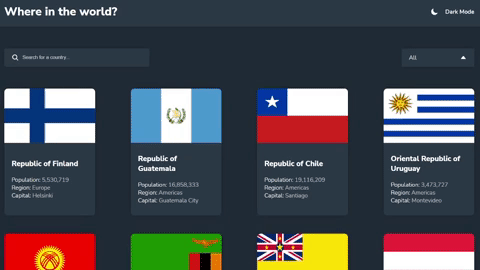 Where in the world?
Dark Mode
Search for a country..
All
Republic of Finland
Population: 5,530,719
Region: Europe
Capital: Helsinki
Republic of
Guatemala
Population: 16,858,333
Region: Americas
Capital: Guatemala City
Republic of Chile
Population: 19,116,209
Region: Americas
Capital: Santiago
Oriental Republic of
Uruguay
Population: 3,473,727
Region: Americas
Capital: Montevideo